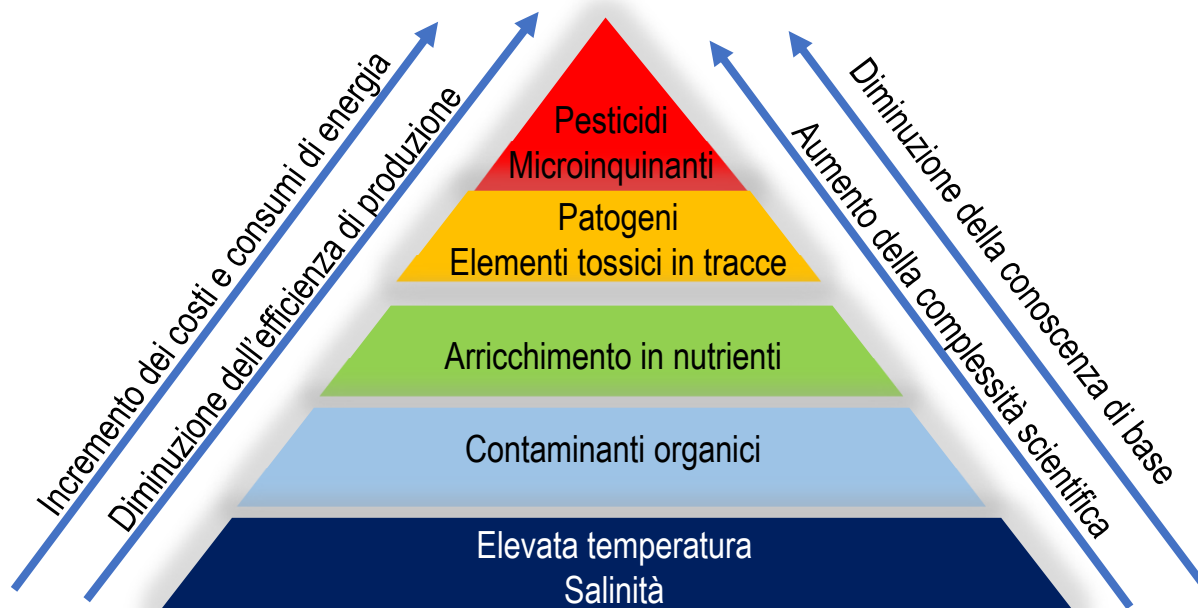 Incremento dei costi e consumi di energia
Diminuzione dell'efficienza di produzione
Pesticidi
Microinquinanti
Patogeni
Elementi tossici in tracce
Arricchimento in nutrienti
Contaminanti organici
Elevata temperatura
Salinità
Aumento della complessità scientifica
Diminuzione della conoscenza di base